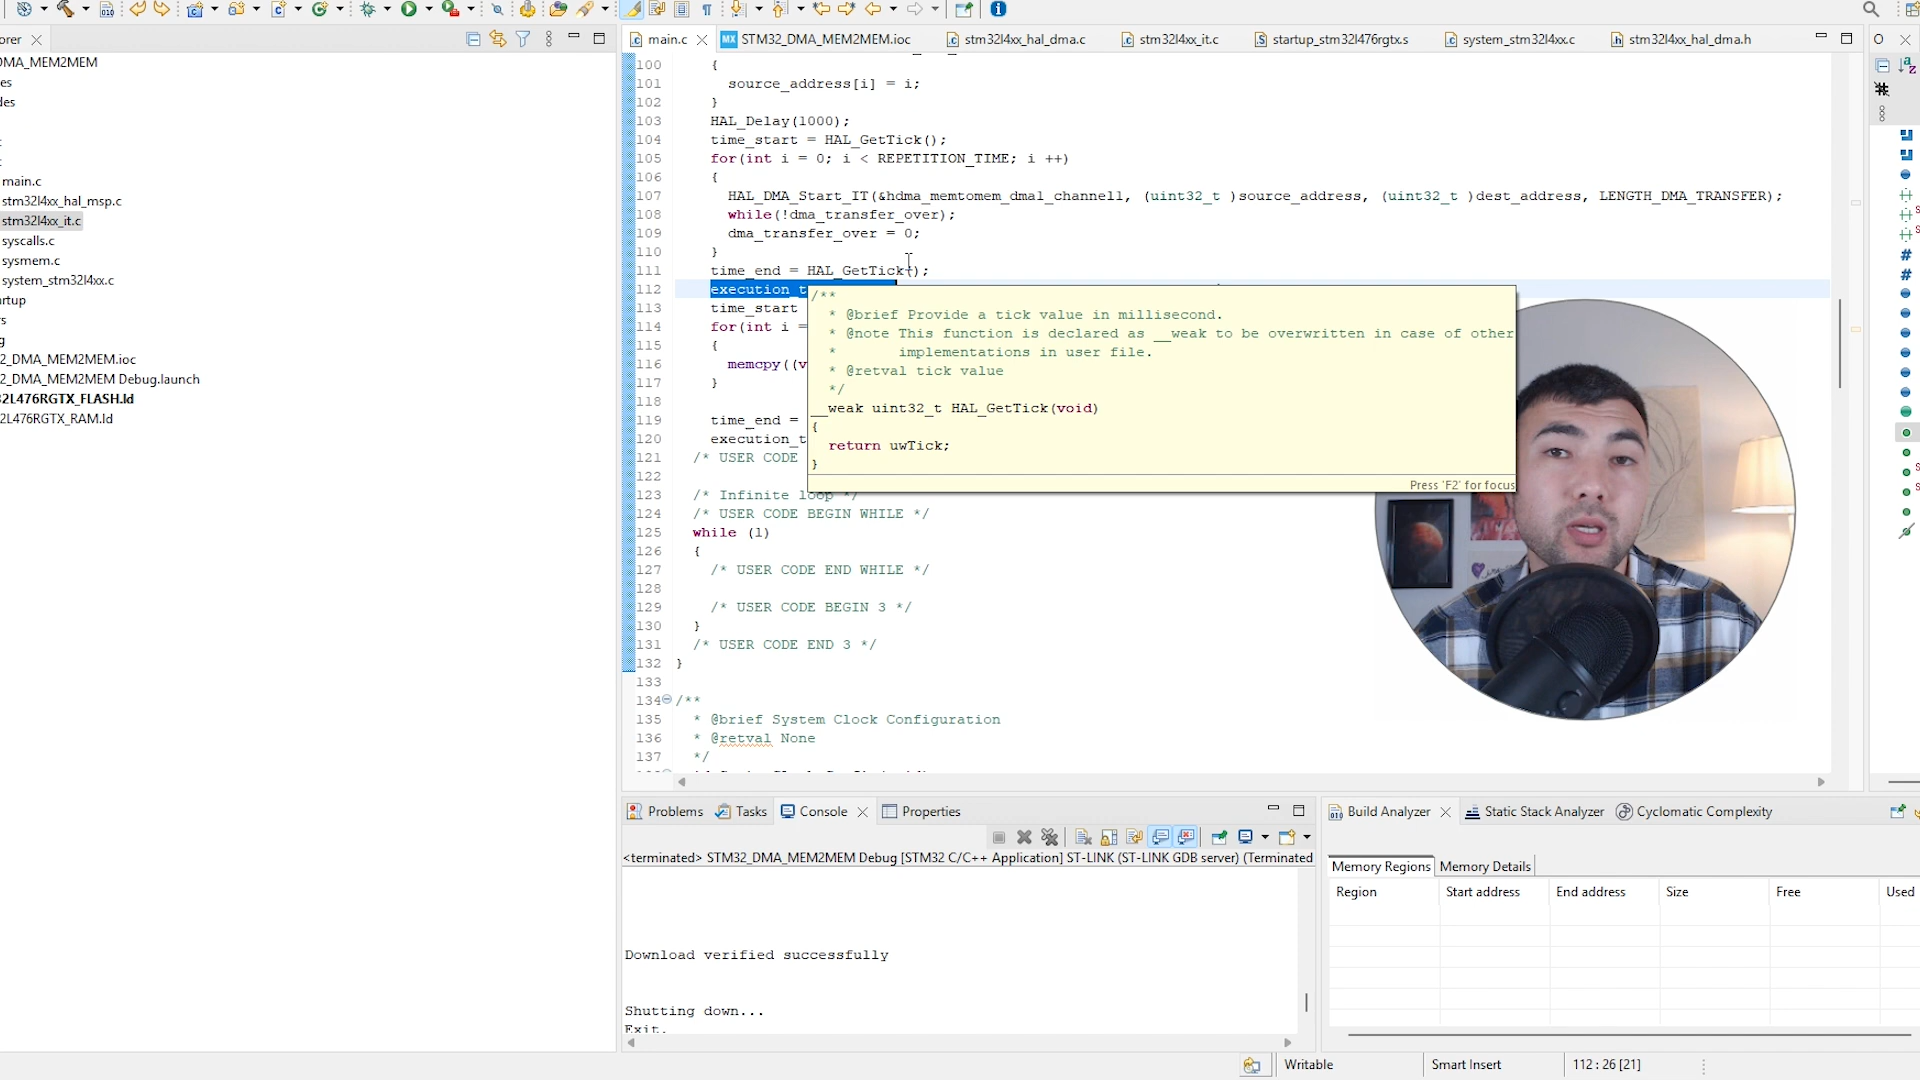 orer
main.c
STM32_DMA_MEM2MEM.ioc
stm32l4xx_hal_dma.c
stm32l4xx_it.c
startup_stm32l476rgtx.s
system_stm32l4xx.c
stm32l4xx_hal_dma.h
O
DMA_MEM2MEM
es
des
main.c
stm32l4xx_hal_msp.c
stm32l4xx_it.c
syscalls.c
sysmem.c
system_stm32l4xx.c
artup
rs
g
2_DMA_MEM2MEM.ioc
2_DMA_MEM2MEM Debug.launch
32L476RGTX_FLASH.ld
2L476RGTX_RAM.ld
100 {
101 source_address[i] = i;
102 }
103 HAL_Delay(1000);
104 time_start = HAL_GetTick();
105 for(int i = 0; i < REPETITION_TIME; i ++)
106 {
107 HAL_DMA_Start_IT(&hdma_memtomem_dma1_channel1, (uint32_t )source_address, (uint32_t )dest_address, LENGTH_DMA_TRANSFER);
108 while(!dma_transfer_over);
109 dma_transfer_over = 0;
110 }
111 time_end = HAL_GetTick();
112 execution_t
113 time_start
114 for(int i =
115 {
116 memcpy((v
117 }
118
119 time_end =
120 execution_t
121 /* USER CODE
122
123 /* Infinite loop */
124 /* USER CODE BEGIN WHILE */
125 while (1)
126 {
127 /* USER CODE END WHILE */
128
129 /* USER CODE BEGIN 3 */
130 }
131 /* USER CODE END 3 */
132 }
133
134 /**
135 * @brief System Clock Configuration
136 * @retval None
137 */
/**
* @brief Provide a tick value in millisecond.
* @note This function is declared as __weak to be overwritten in case of other
* implementations in user file.
* @retval tick value
*/
__weak uint32_t HAL_GetTick(void)
{
return uwTick;
}
Press 'F2' for focus
Problems
Tasks
Console
Properties
<terminated> STM32_DMA_MEM2MEM Debug [STM32 C/C++ Application] ST-LINK (ST-LINK GDB server) (Terminated
Download verified successfully
Shutting down...
Exit.
Build Analyzer
Static Stack Analyzer
Cyclomatic Complexity
Memory Regions
Memory Details
Region
Start address
End address
Size
Free
Used
Writable
Smart Insert
112 : 26 [21]